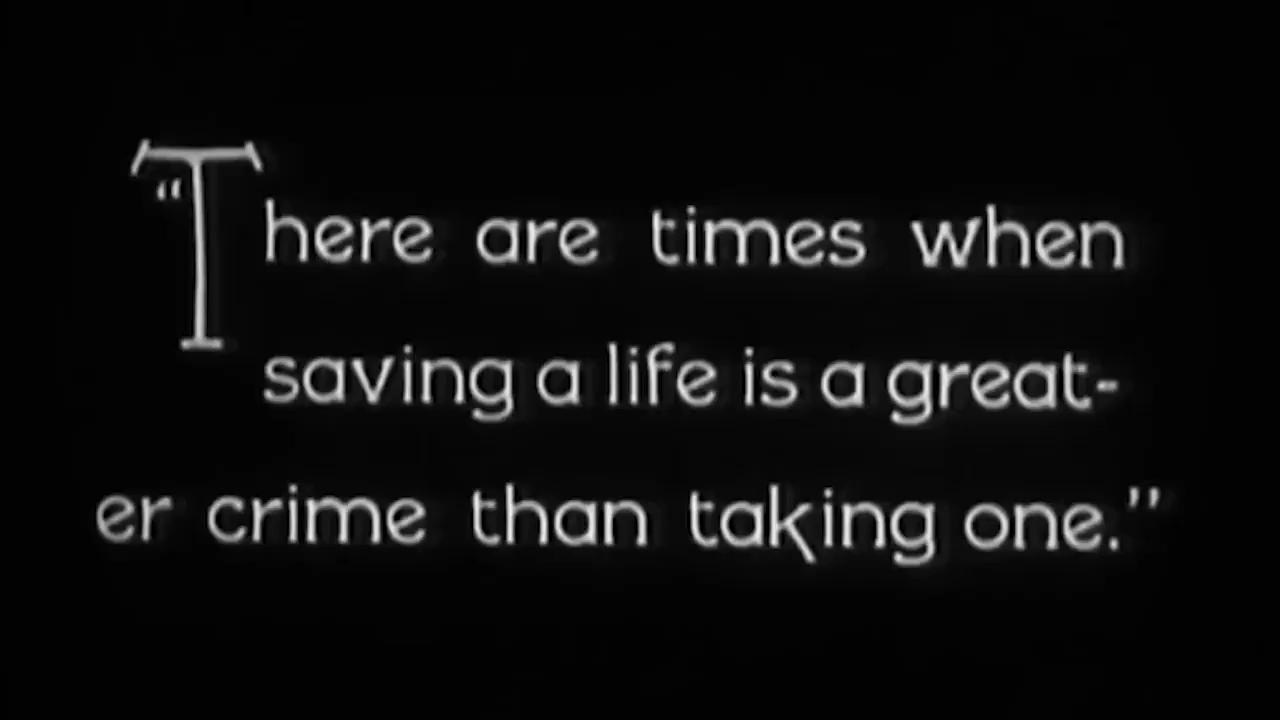 “There are times when
saving a life is a great-
er crime than taking one.’’